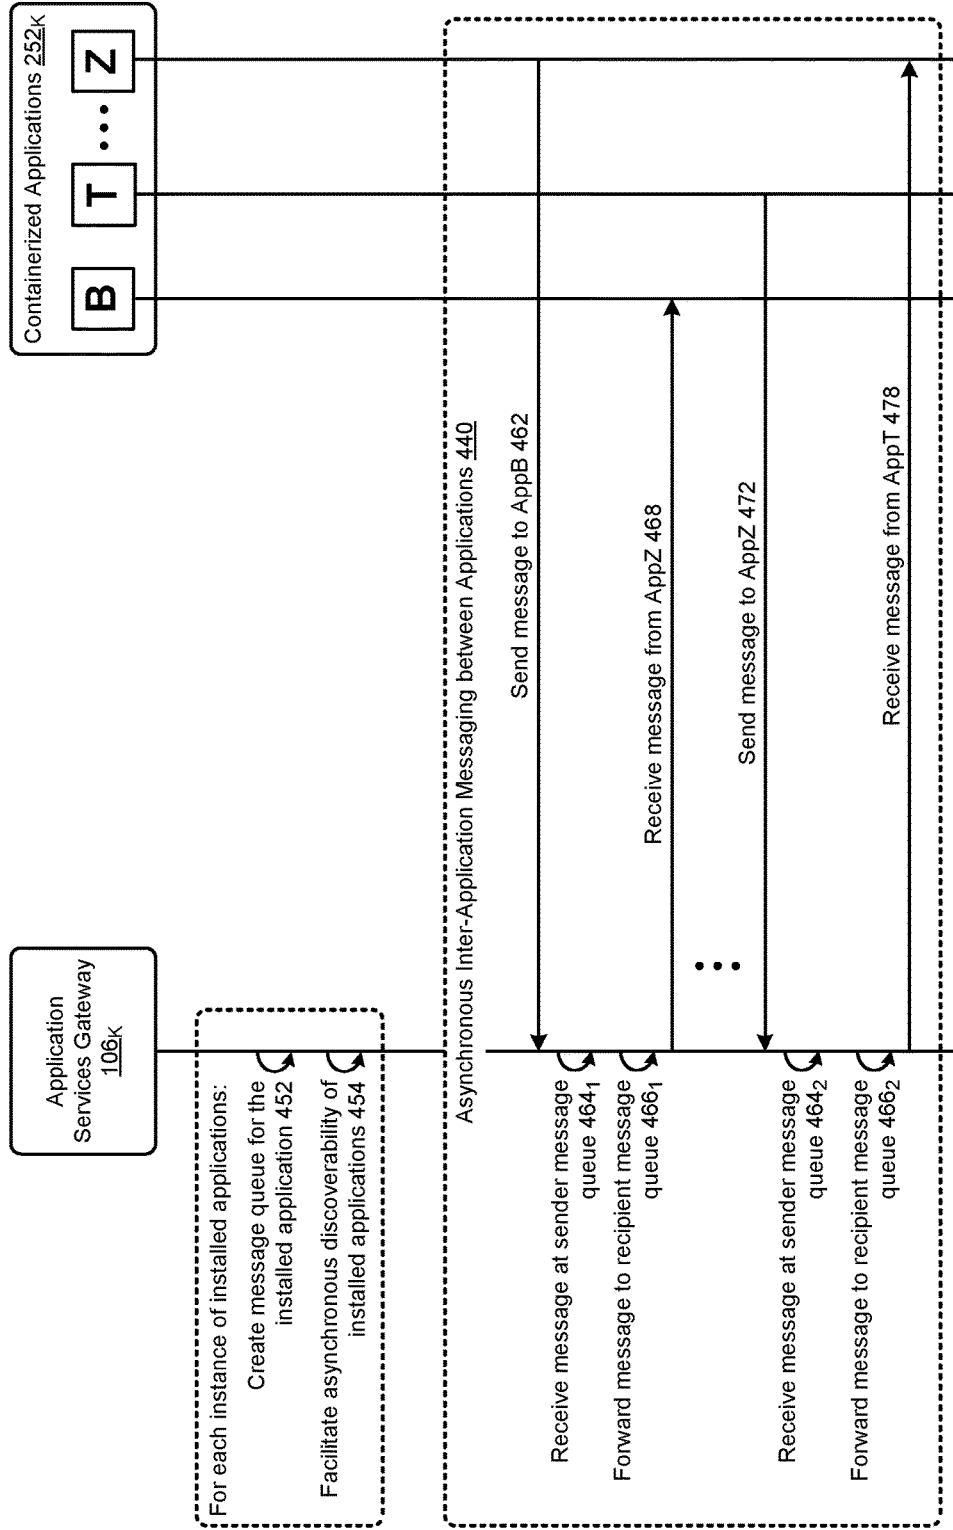 Application
Services Gateway
106K
Containerized Applications 252K
B
T
Z
For each instance of installed applications:
Create message queue for the
installed application 452
Facilitate asynchronous discoverability of
installed applications 454
Asynchronous Inter-Application Messaging between Applications 440
Send message to AppB 462
Receive message at sender message
queue 464₁
Forward message to recipient message
queue 466₁
Receive message from AppZ 468
Send message to AppZ 472
Receive message at sender message
queue 464₂
Forward message to recipient message
queue 466₂
Receive message from AppT 478